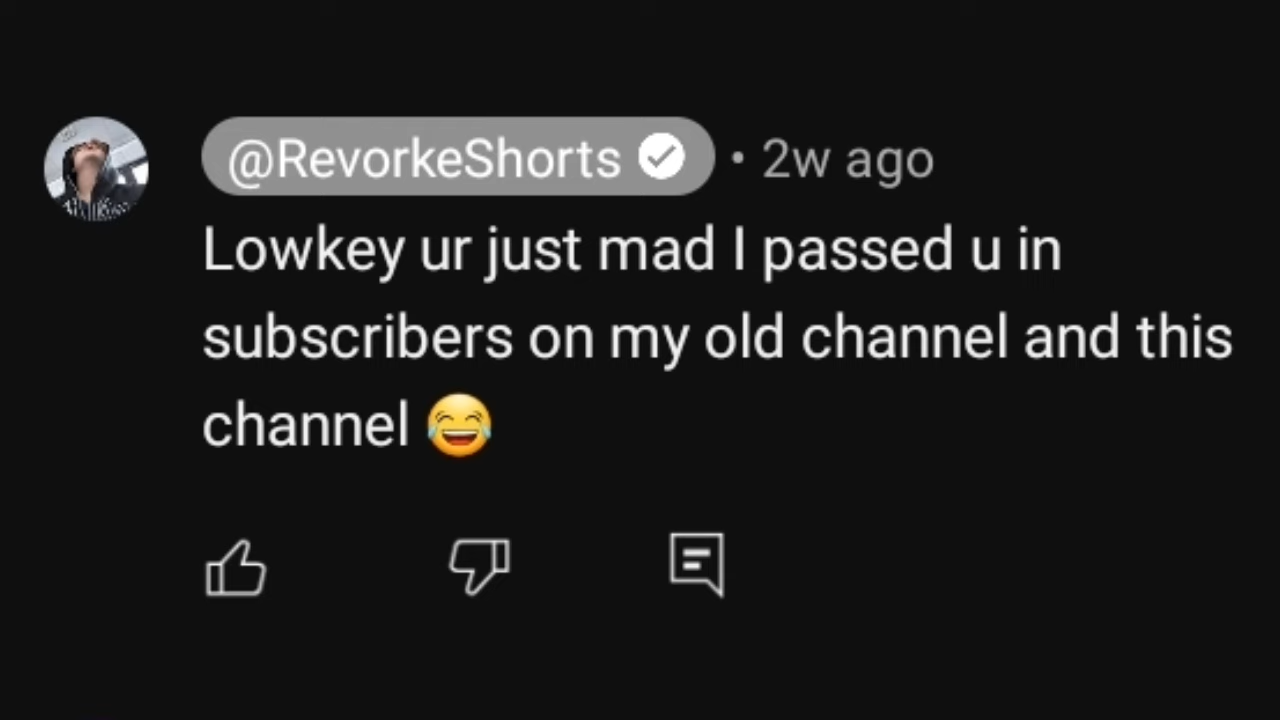 @RevorkeShorts • 2w ago
Lowkey ur just mad I passed u in
subscribers on my old channel and this
channel 😂